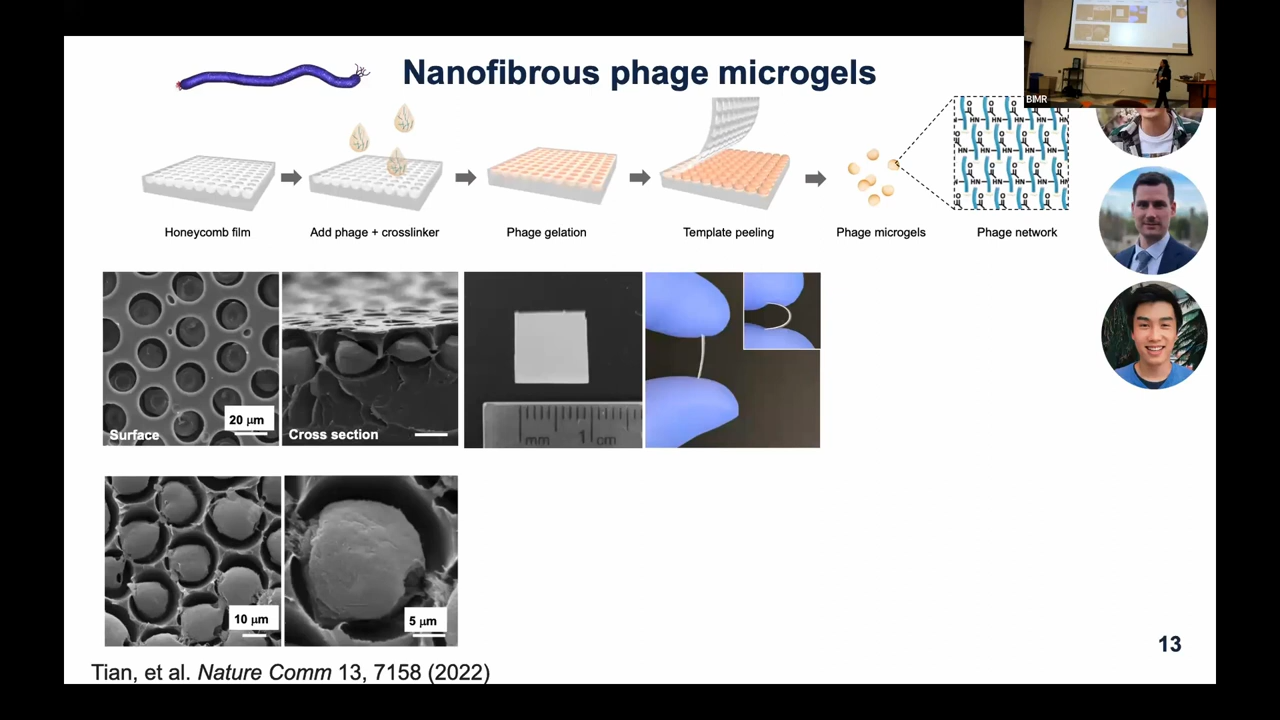 Nanofibrous phage microgels
BIMR
Honeycomb film
Add phage + crosslinker
Phage gelation
Template peeling
Phage microgels
Phage network
Surface
20 μm
Cross section
mm
1
cm
10 μm
5 μm
13
Tian, et al. Nature Comm 13, 7158 (2022)